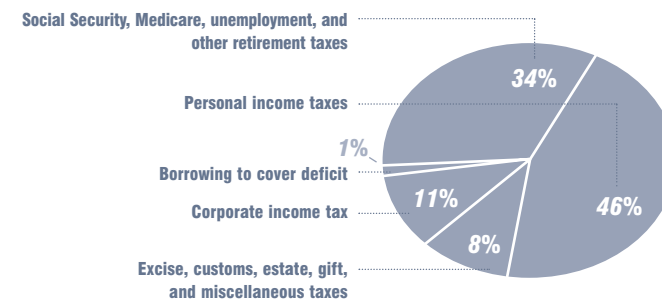 Social Security, Medicare, unemployment, and
other retirement taxes
34%
Personal income taxes
1%
Borrowing to cover deficit
11%
46%
Corporate income tax
8%
Excise, customs, estate, gift,
and miscellaneous taxes